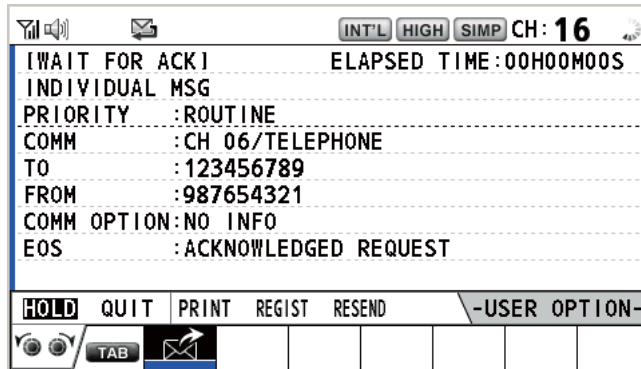 INT'L HIGH SIMP CH: 16
[WAIT FOR ACK] ELAPSED TIME:00H00M00S
INDIVIDUAL MSG
PRIORITY :ROUTINE
COMM :CH 06/TELEPHONE
TO :123456789
FROM :987654321
COMM OPTION:NO INFO
EOS :ACKNOWLEDGED REQUEST
HOLD QUIT PRINT REGIST RESEND -USER OPTION-
TAB